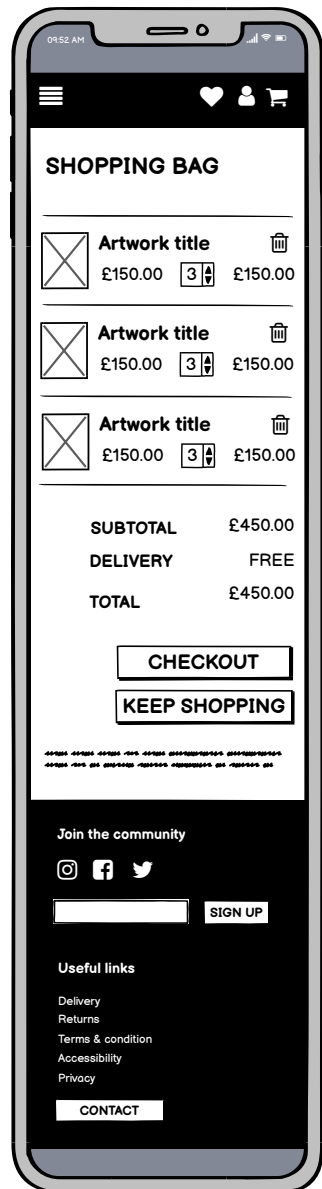 09:52 AM
SHOPPING BAG
Artwork title
£150.00 3 £150.00
Artwork title
£150.00 3 £150.00
Artwork title
£150.00 3 £150.00
SUBTOTAL £450.00
DELIVERY FREE
TOTAL £450.00
CHECKOUT
KEEP SHOPPING
Join the community
SIGN UP
Useful links
Delivery
Returns
Terms & condition
Accessibility
Privacy
CONTACT